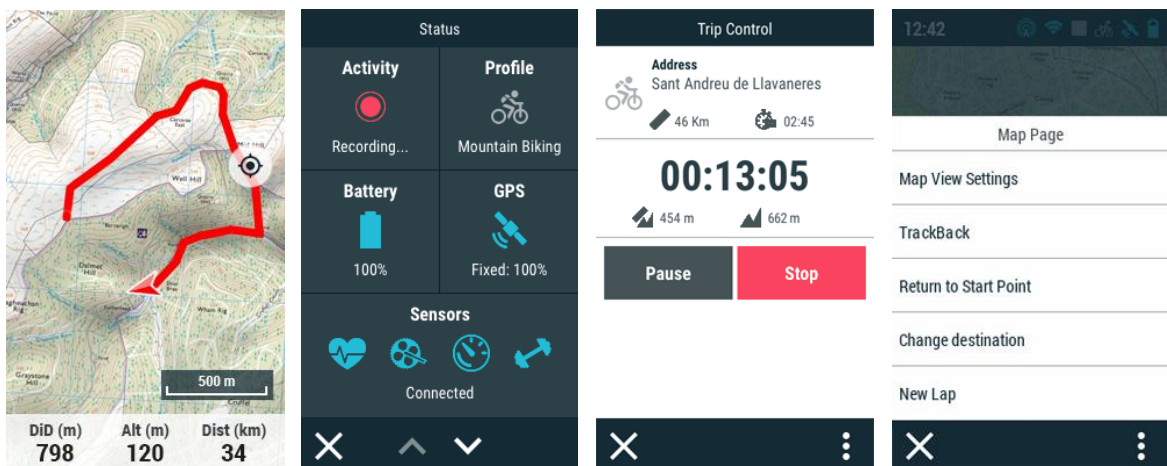 Well Hill
500 m
DiD (m) Alt (m) Dist (km)
798 120 34
Status
Activity Profile
Recording... Mountain Biking
Battery GPS
100% Fixed: 100%
Sensors
Connected
Trip Control
Address
Sant Andreu de Llavaneres
46 Km 02:45
00:13:05
454 m 662 m
Pause Stop
12:42
Map Page
Map View Settings
TrackBack
Return to Start Point
Change destination
New Lap